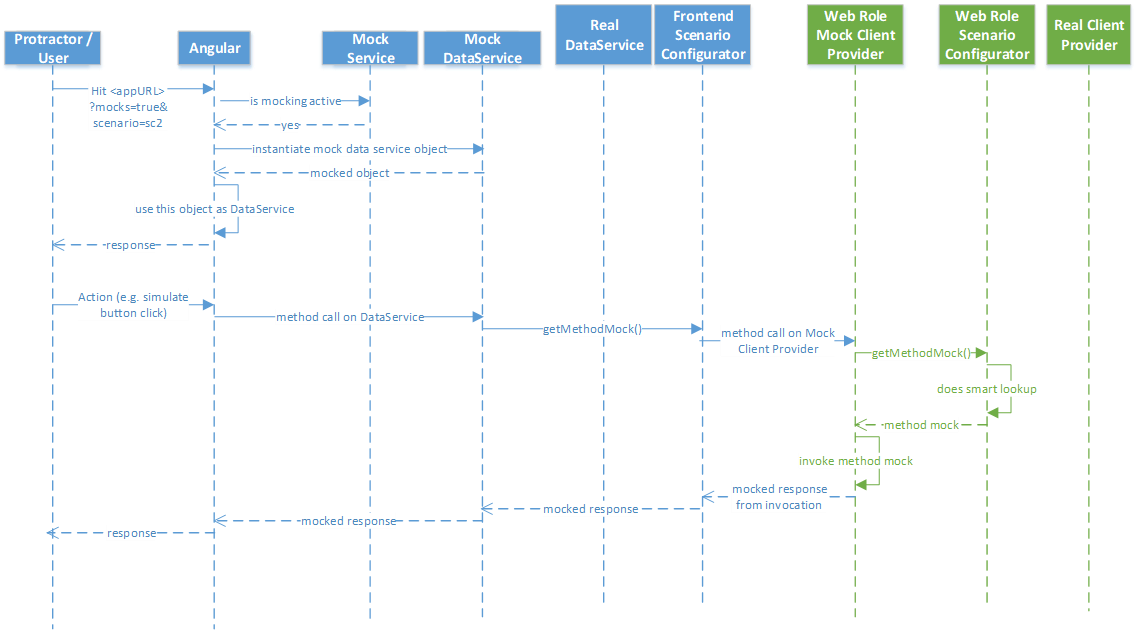 Protractor /
User
Angular
Mock
Service
Mock
DataService
Real
DataService
Frontend
Scenario
Configurator
Web Role
Mock Client
Provider
Web Role
Scenario
Configurator
Real Client
Provider
Hit <appURL>
?mocks=true&
scenario=sc2
is mocking active
yes
instantiate mock data service object
mocked object
use this object as DataService
response
Action (e.g. simulate
button click)
method call on DataService
getMethodMock()
method call on Mock
Client Provider
getMethodMock()
does smart lookup
method mock
invoke method mock
mocked response
from invocation
mocked response
mocked response
response